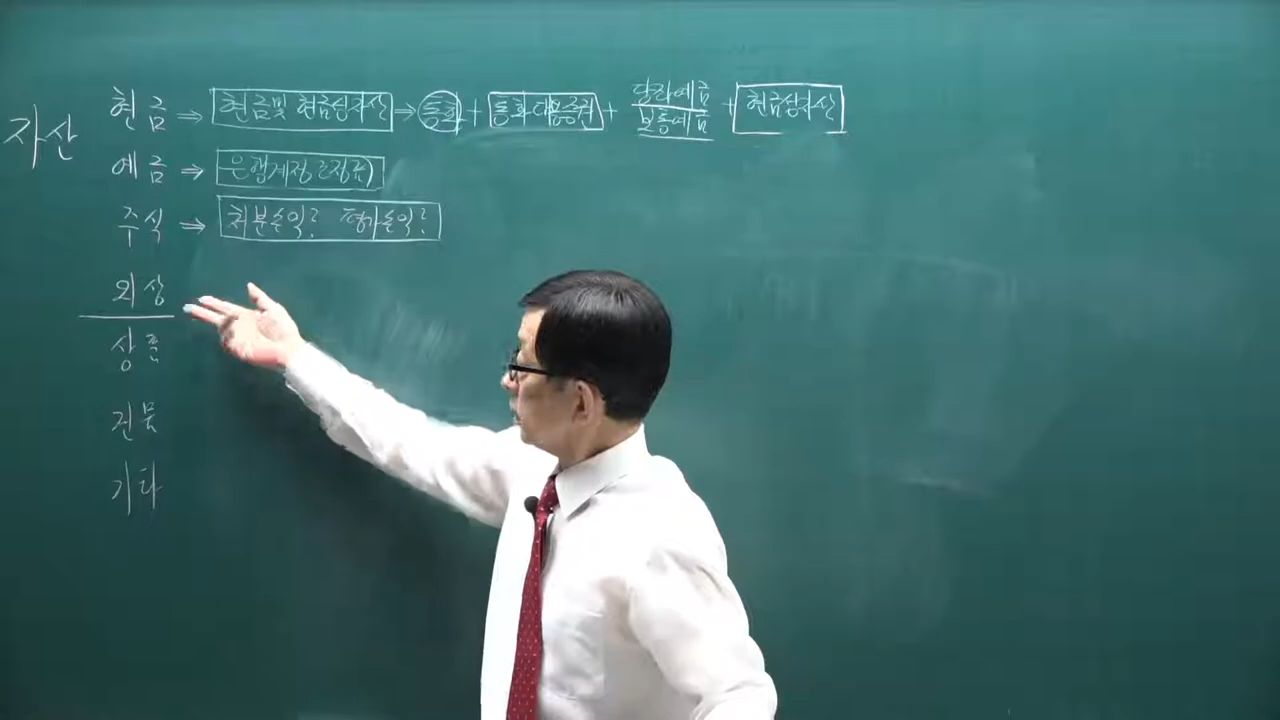 자산
현금 ⇒ 현금및 현금성자산 ⇒ 통화 + 통화대용증권 + 당좌예금 보통예금 + 현금성자산
예금 ⇒ 은행계정조정표)
주식 ⇒ 처분손익? 평가손익?
외상
상품
건물
기타